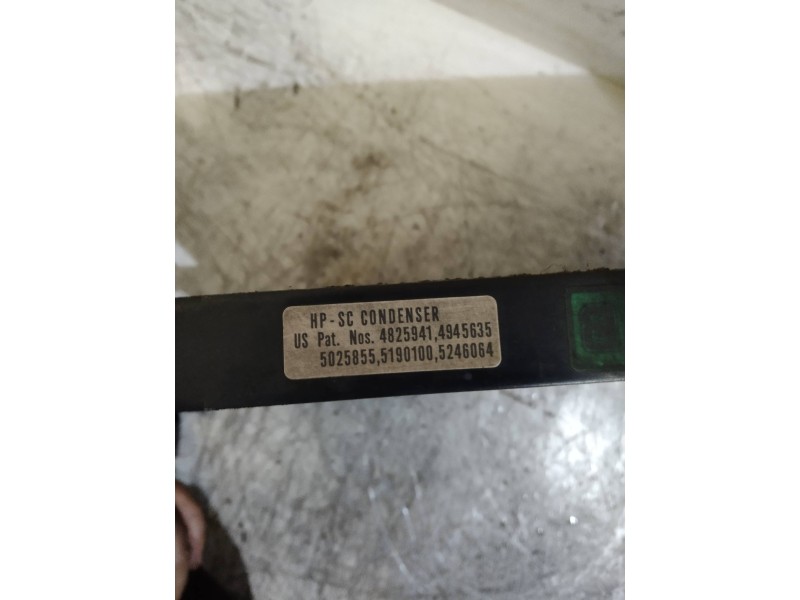 HP-SC CONDENSER
US Pat. Nos. 4825941,4945635
5025855,5190100,5246064